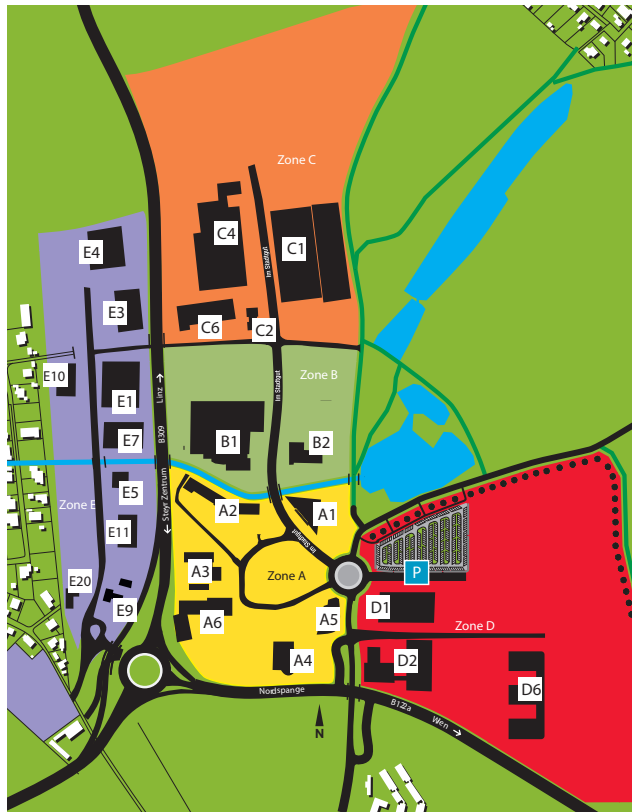 Zone C
C4
C1
Im Stadtgut
E4
E3
C6
C2
E10
E1
Linz →
Im Stadtgut
Zone B
B309
E7
B1
B2
E5
Zone E
← Steyr Zentrum
A2
A1
E11
Im Stadtgut
P
A3
Zone A
E20
E9
A6
A5
D1
Zone D
A4
D2
D6
Nordspange
B122a
Wien →
N